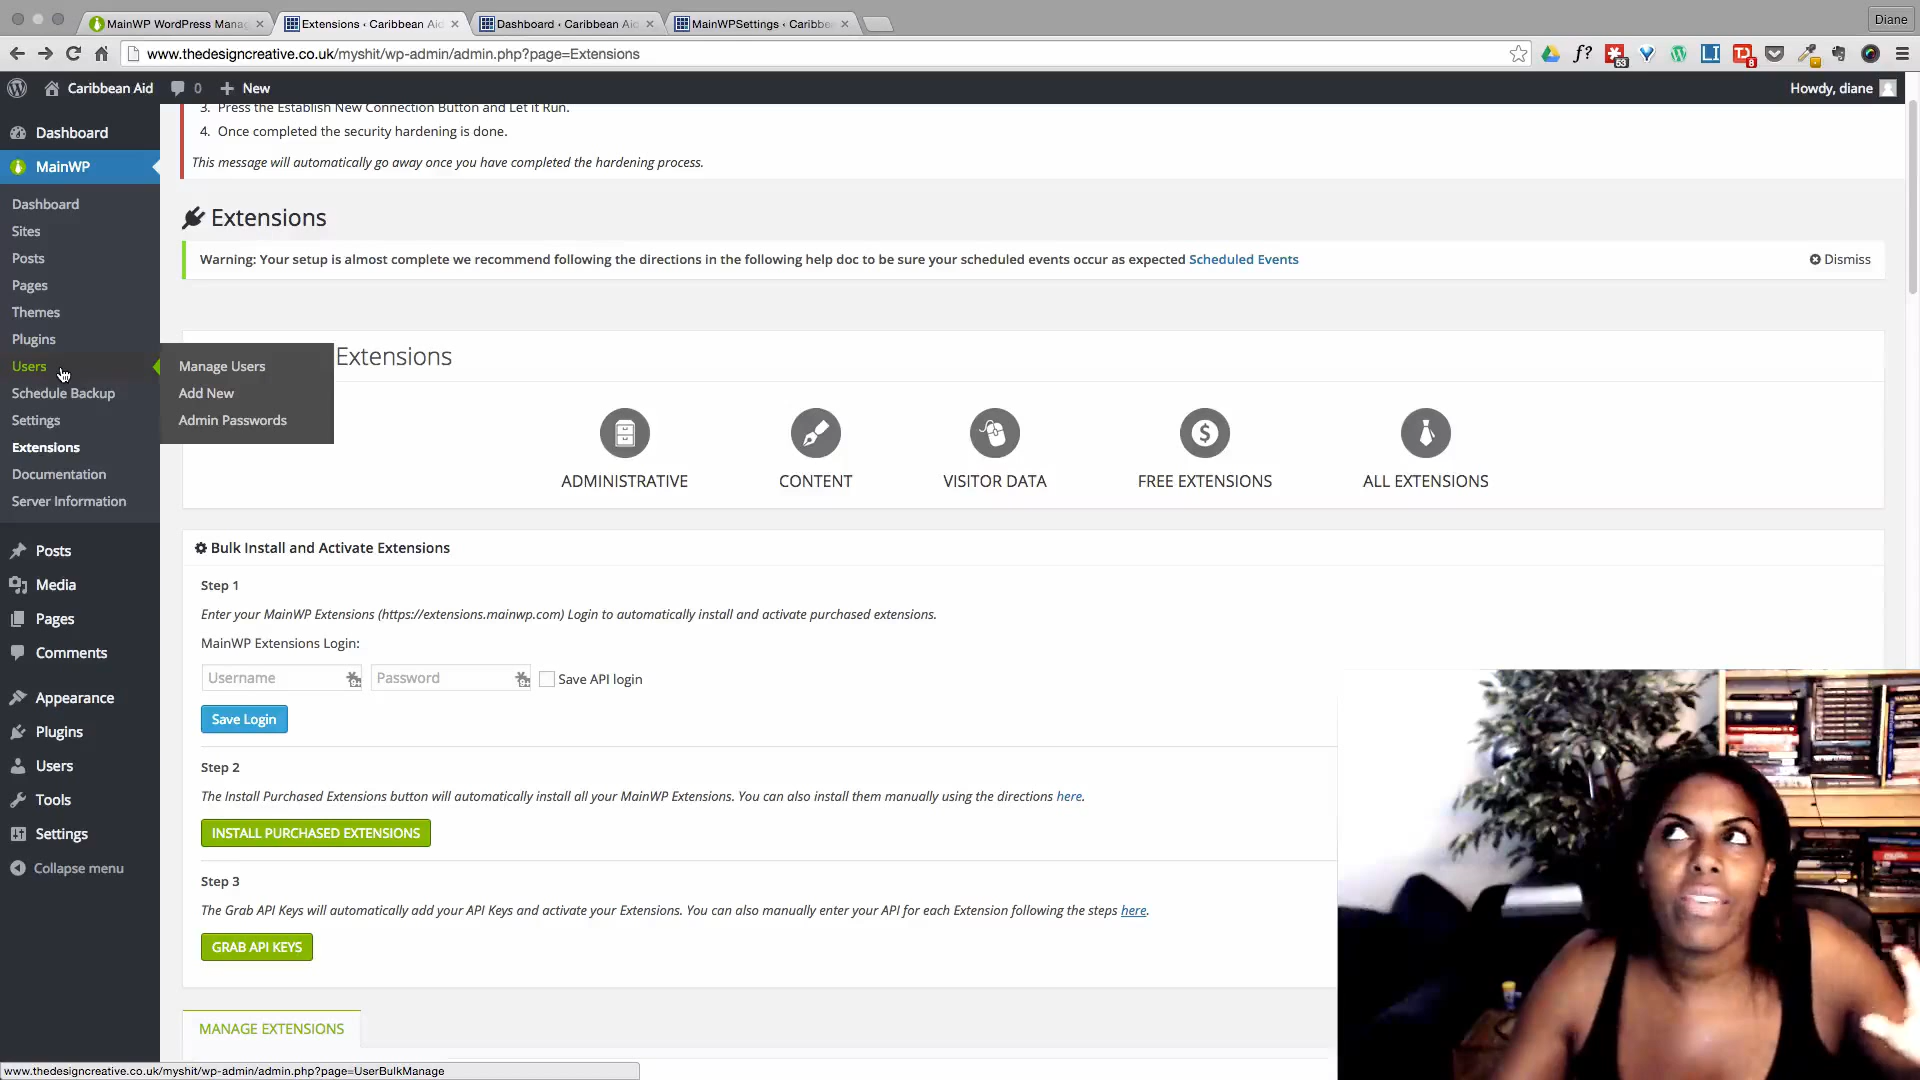 MainWP WordPress Mana
Extensions ‹ Caribbean Aid
Dashboard ‹ Caribbean Aid
MainWPSettings ‹ Caribbe
Diane
www.thedesigncreative.co.uk/myshit/wp-admin/admin.php?page=Extensions
f?
53
LI
8
Caribbean Aid
0
New
Howdy, diane
3. Press the Establish New Connection Button and Let it Run.
4. Once completed the security hardening is done.
This message will automatically go away once you have completed the hardening process.
Dashboard
MainWP
Dashboard
Sites
Posts
Pages
Themes
Plugins
Users
Schedule Backup
Settings
Extensions
Documentation
Server Information
Posts
Media
Pages
Comments
Appearance
Plugins
Users
Tools
Settings
Collapse menu
Manage Users
Add New
Admin Passwords
Extensions
Warning: Your setup is almost complete we recommend following the directions in the following help doc to be sure your scheduled events occur as expected Scheduled Events
Dismiss
Extensions
ADMINISTRATIVE
CONTENT
VISITOR DATA
FREE EXTENSIONS
ALL EXTENSIONS
Bulk Install and Activate Extensions
Step 1
Enter your MainWP Extensions (https://extensions.mainwp.com) Login to automatically install and activate purchased extensions.
MainWP Extensions Login:
Username
Password
Save API login
Save Login
Step 2
The Install Purchased Extensions button will automatically install all your MainWP Extensions. You can also install them manually using the directions here.
INSTALL PURCHASED EXTENSIONS
Step 3
The Grab API Keys will automatically add your API Keys and activate your Extensions. You can also manually enter your API for each Extension following the steps here.
GRAB API KEYS
MANAGE EXTENSIONS
www.thedesigncreative.co.uk/myshit/wp-admin/admin.php?page=UserBulkManage